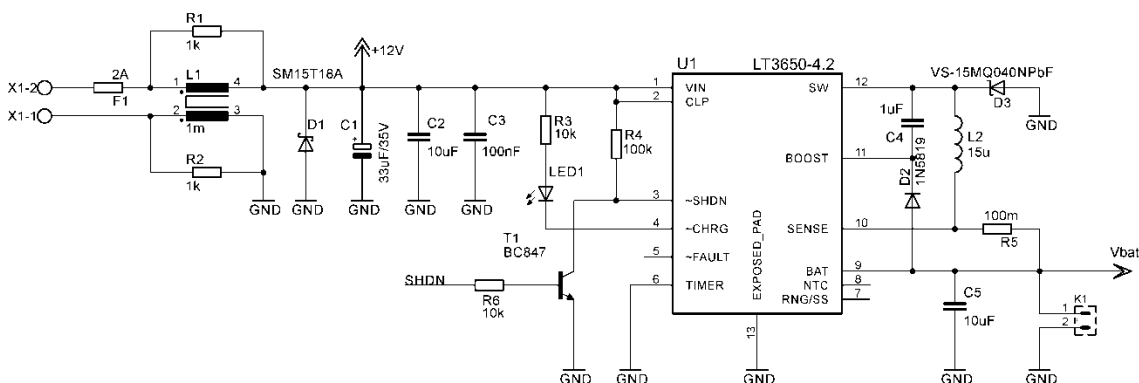 R1
1k
+12V
U1
LT3650-4.2
X1-2
2A
F1
1
L1
4
SM15T18A
VS-15MQ040NPbF
X1-1
2
3
1m
R2
1k
GND
D1
GND
C1
+
33uF/35V
GND
C2
10uF
GND
C3
100nF
GND
R3
10k
LED1
R4
100k
1
VIN
2
CLP
3
~SHDN
4
~CHRG
5
~FAULT
6
TIMER
EXPOSED_PAD
13
GND
SW
12
BOOST
11
SENSE
10
BAT
9
NTC
8
RNG/SS
7
1uF
C4
D2
1N5819
L2
15u
D3
GND
100m
R5
Vbat
T1
BC847
SHDN
R6
10k
GND
GND
C5
10uF
GND
K1
1
2
GND